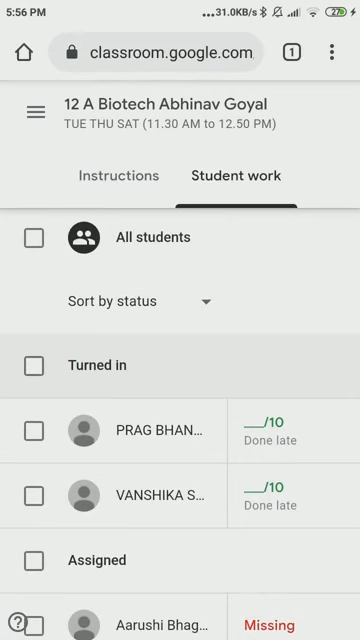 5:56 PM
...31.0KB/s
27
classroom.google.com
1
12 A Biotech Abhinav Goyal
TUE THU SAT (11.30 AM to 12.50 PM)
Instructions
Student work
All students
Sort by status
Turned in
PRAG BHAN...
___/10
Done late
VANSHIKA S...
___/10
Done late
Assigned
Aarushi Bhag...
Missing